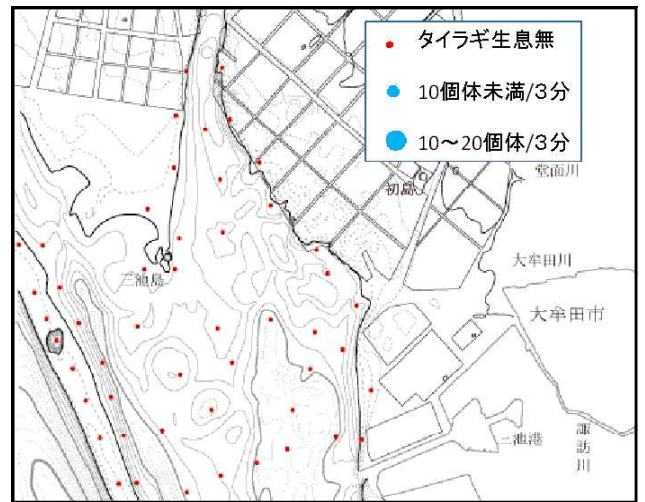 タイラギ生息無
10個体未満/3分
10～20個体/3分
堂面川
初島
大牟田川
三池島
大牟田市
三池港
諏訪川